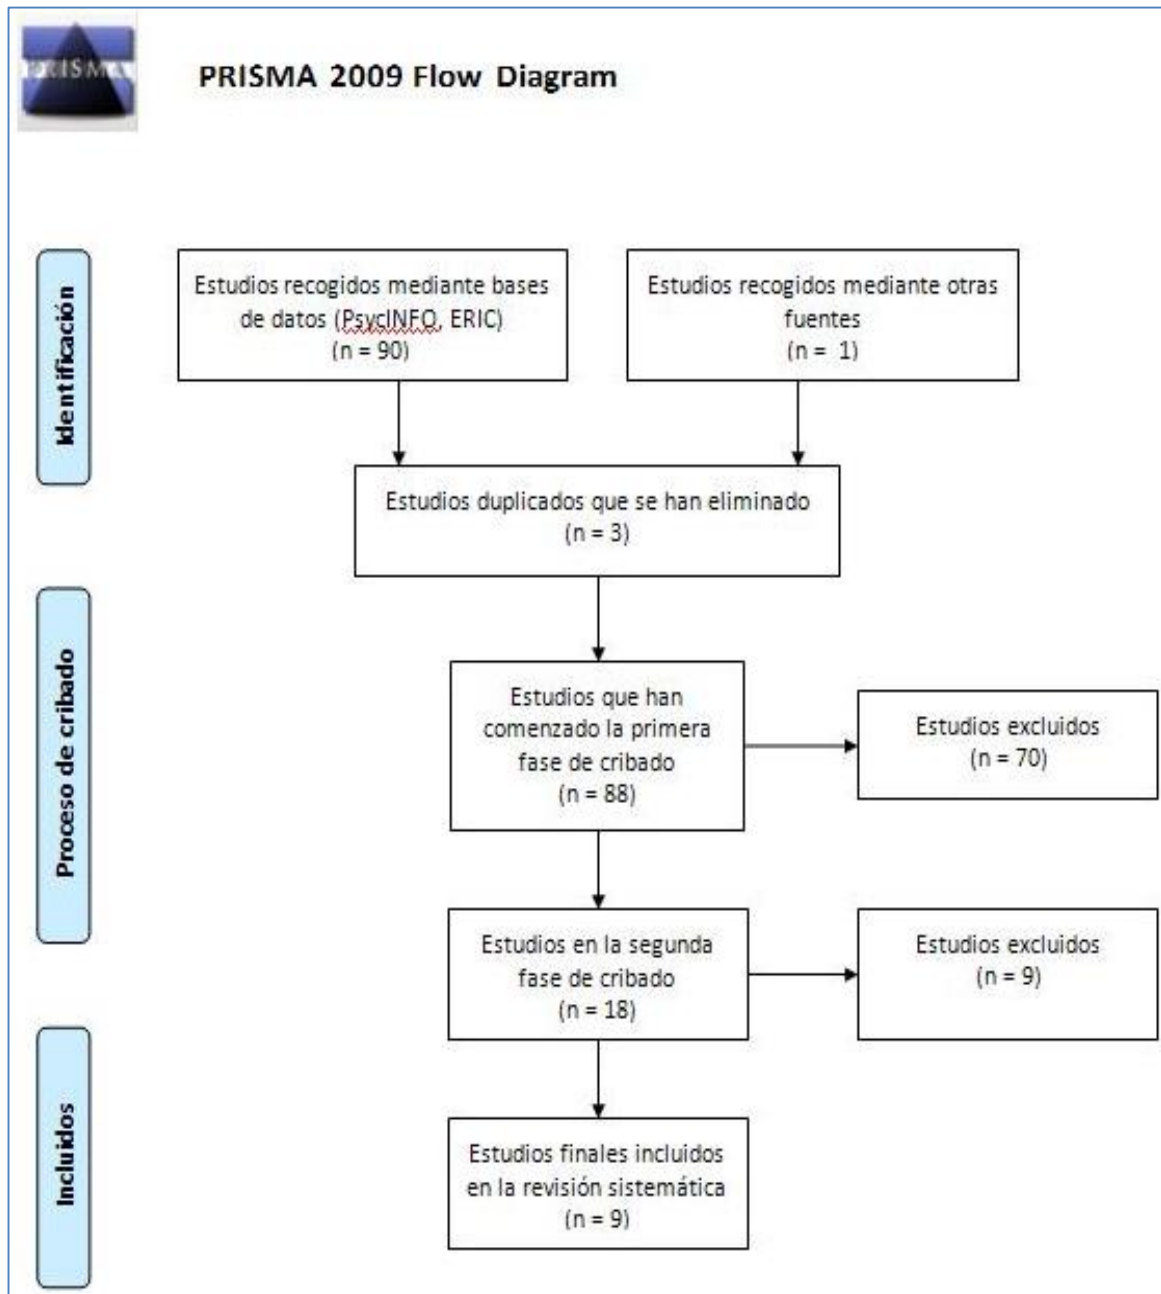 PRISMA
PRISMA 2009 Flow Diagram
Identificación
Estudios recogidos mediante bases
de datos (PsycINFO, ERIC)
(n = 90)
Estudios recogidos mediante otras
fuentes
(n = 1)
Estudios duplicados que se han eliminado
(n = 3)
Proceso de cribado
Estudios que han
comenzado la primera
fase de cribado
(n = 88)
Estudios excluidos
(n = 70)
Estudios en la segunda
fase de cribado
(n = 18)
Estudios excluidos
(n = 9)
Incluidos
Estudios finales incluidos
en la revisión sistemática
(n = 9)